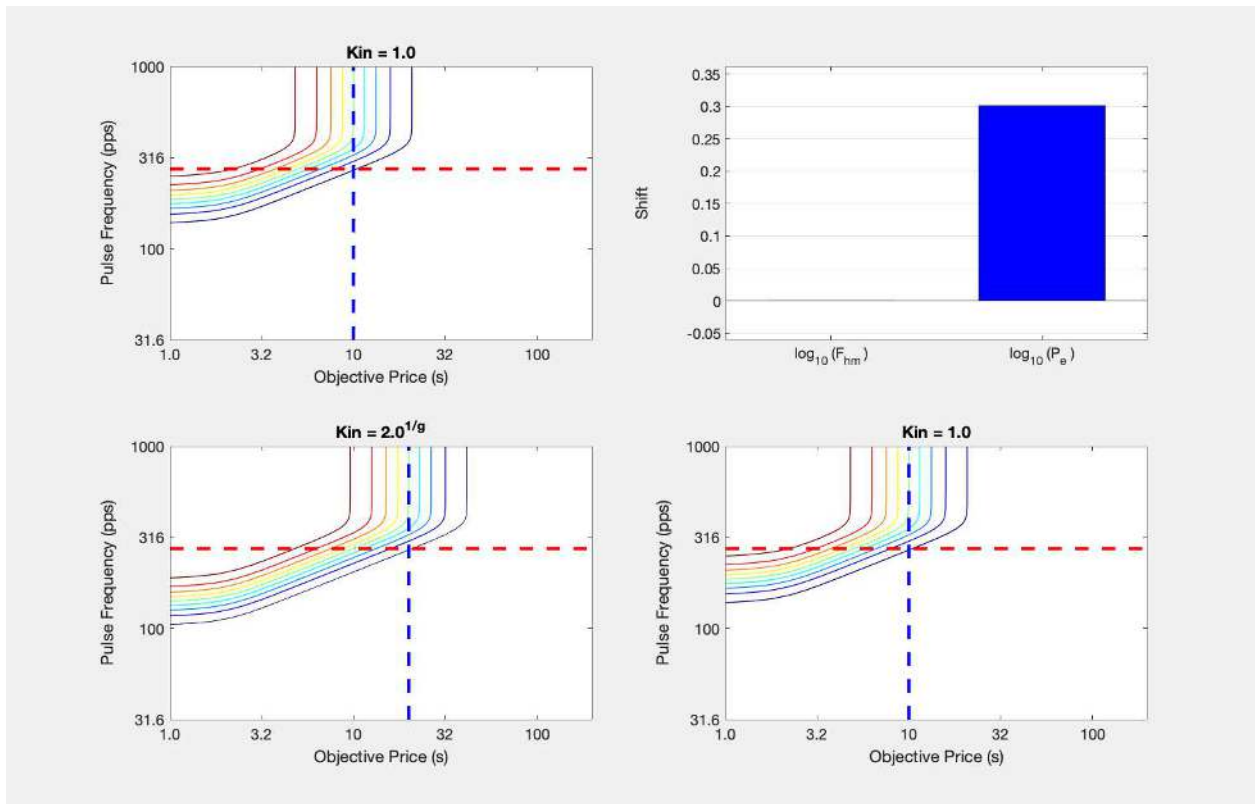 Kin = 1.0
1000
316
100
31.6
Pulse Frequency (pps)
1.0 3.2 10 32 100
Objective Price (s)
0.35
0.3
0.25
0.2
0.15
0.1
0.05
0
-0.05
Shift
log10(Fhm) log10(Pe)
Kin = 2.0^1/g
1000
316
100
31.6
Pulse Frequency (pps)
1.0 3.2 10 32 100
Objective Price (s)
Kin = 1.0
1000
316
100
31.6
Pulse Frequency (pps)
1.0 3.2 10 32 100
Objective Price (s)